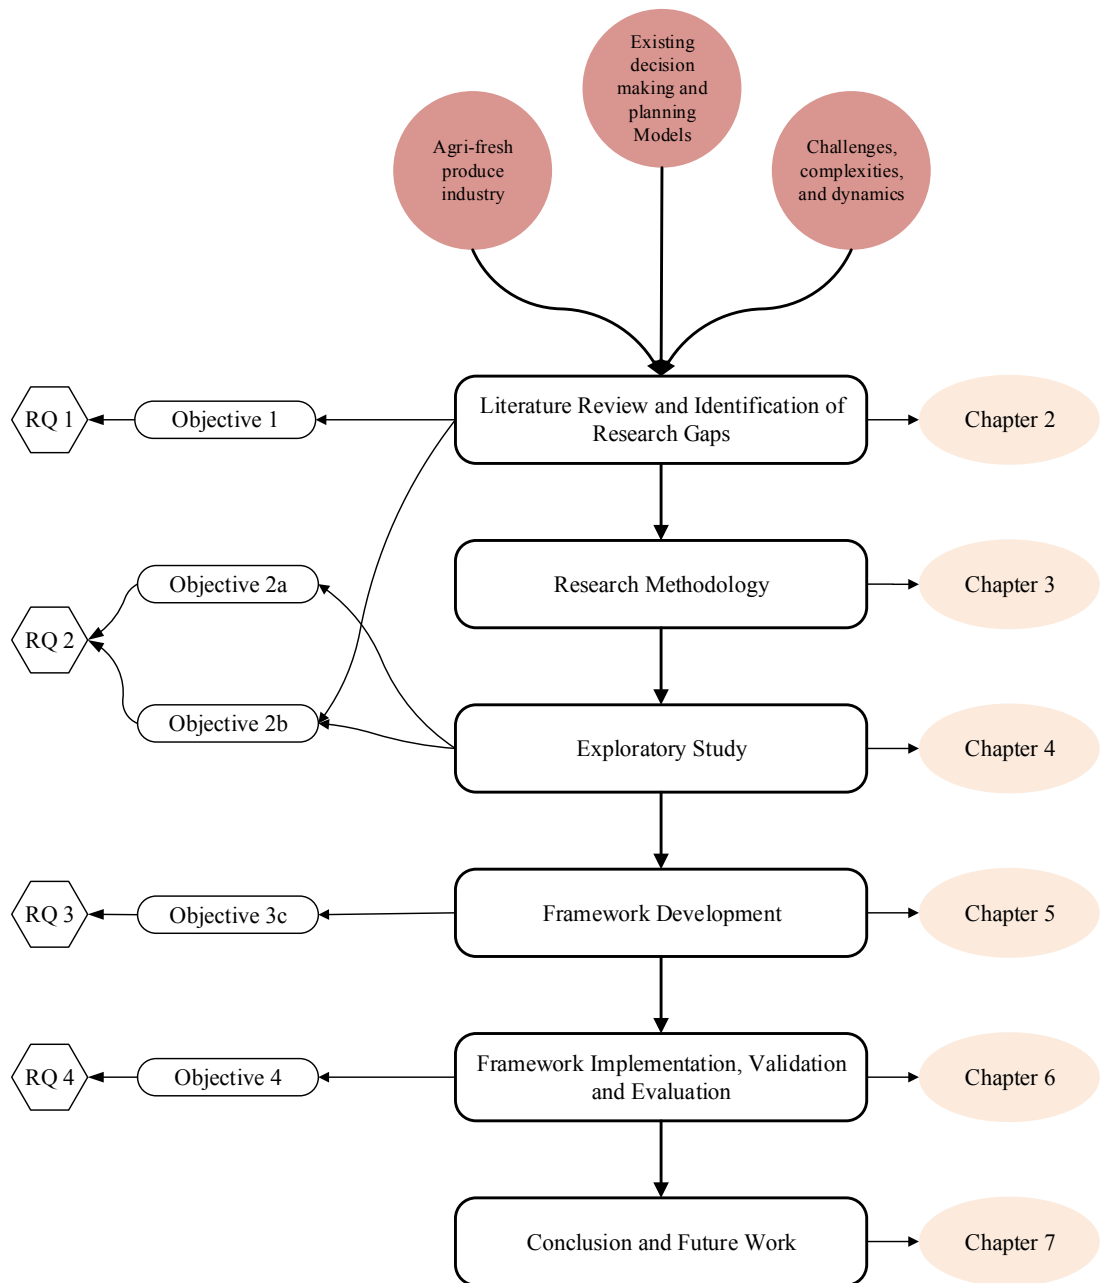 Existing
decision
making and
planning
Models
Agri-fresh
produce
industry
Challenges,
complexities,
and dynamics
RQ 1
Objective 1
Literature Review and Identification of
Research Gaps
Chapter 2
Objective 2a
Research Methodology
Chapter 3
RQ 2
Objective 2b
Exploratory Study
Chapter 4
RQ 3
Objective 3c
Framework Development
Chapter 5
RQ 4
Objective 4
Framework Implementation, Validation
and Evaluation
Chapter 6
Conclusion and Future Work
Chapter 7